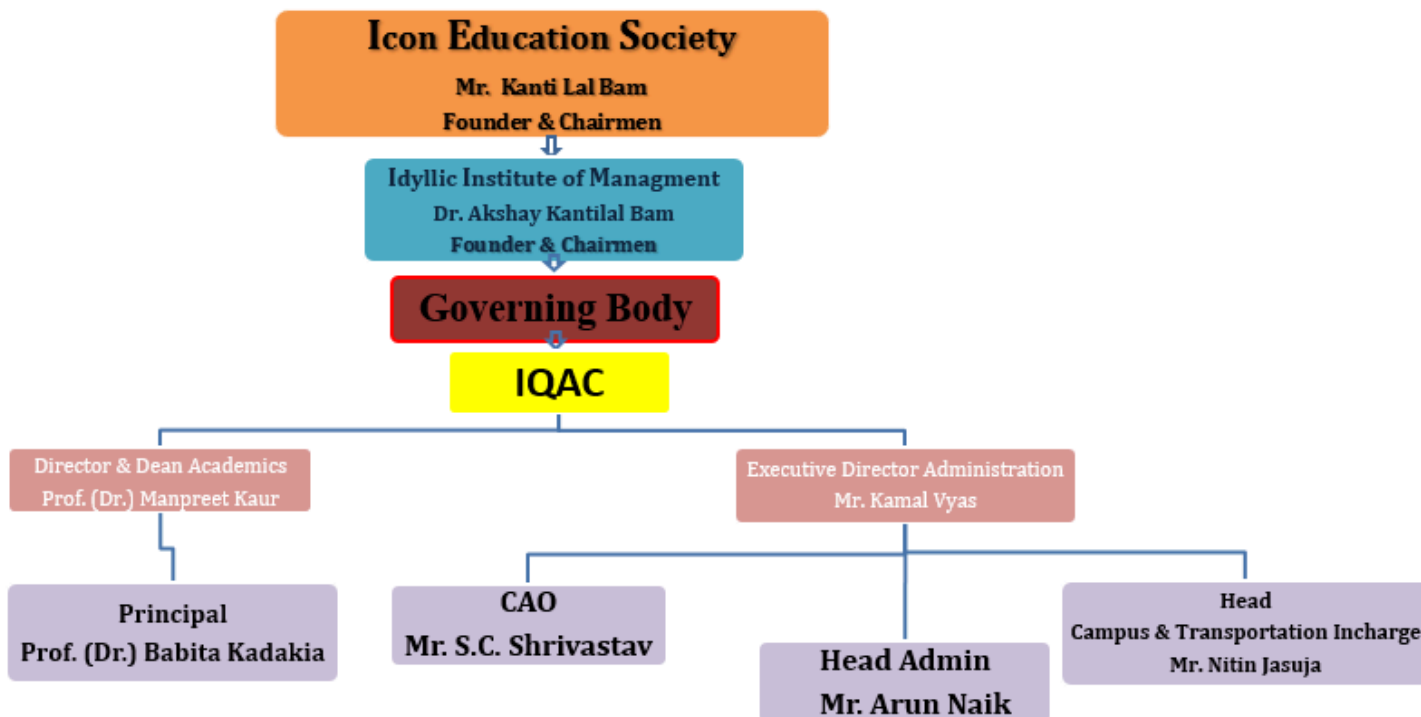 Icon Education Society
Mr. Kanti Lal Bam
Founder & Chairmen
Idyllic Institute of Managment
Dr. Akshay Kantilal Bam
Founder & Chairmen
Governing Body
IQAC
Director & Dean Academics
Prof. (Dr.) Manpreet Kaur
Executive Director Administration
Mr. Kamal Vyas
Principal
Prof. (Dr.) Babita Kadakia
CAO
Mr. S.C. Shrivastav
Head Admin
Mr. Arun Naik
Head
Campus & Transportation Incharge
Mr. Nitin Jasuja